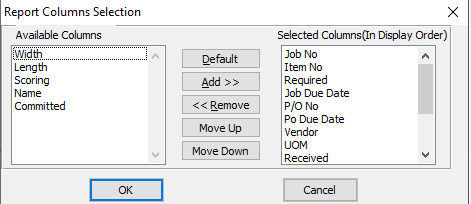 Report Columns Selection
Available Columns
Width
Length
Scoring
Name
Committed
Default
Add >>
<< Remove
Move Up
Move Down
Selected Columns(In Display Order)
Job No
Item No
Required
Job Due Date
P/O No
Po Due Date
Vendor
UOM
Received
OK
Cancel